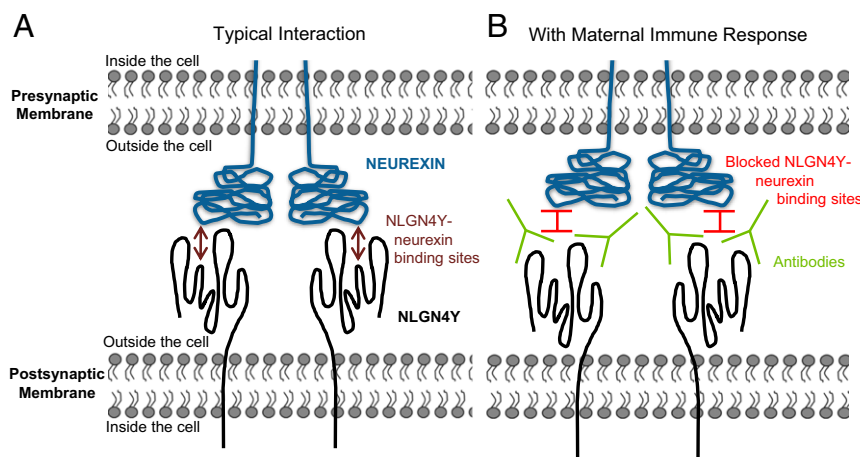 A
Typical Interaction
Inside the cell
Presynaptic
Membrane
Outside the cell
NEUREXIN
NLGN4Y-
neurexin
binding sites
NLGN4Y
Outside the cell
Postsynaptic
Membrane
Inside the cell
B
With Maternal Immune Response
Blocked NLGN4Y-
neurexin
binding sites
Antibodies